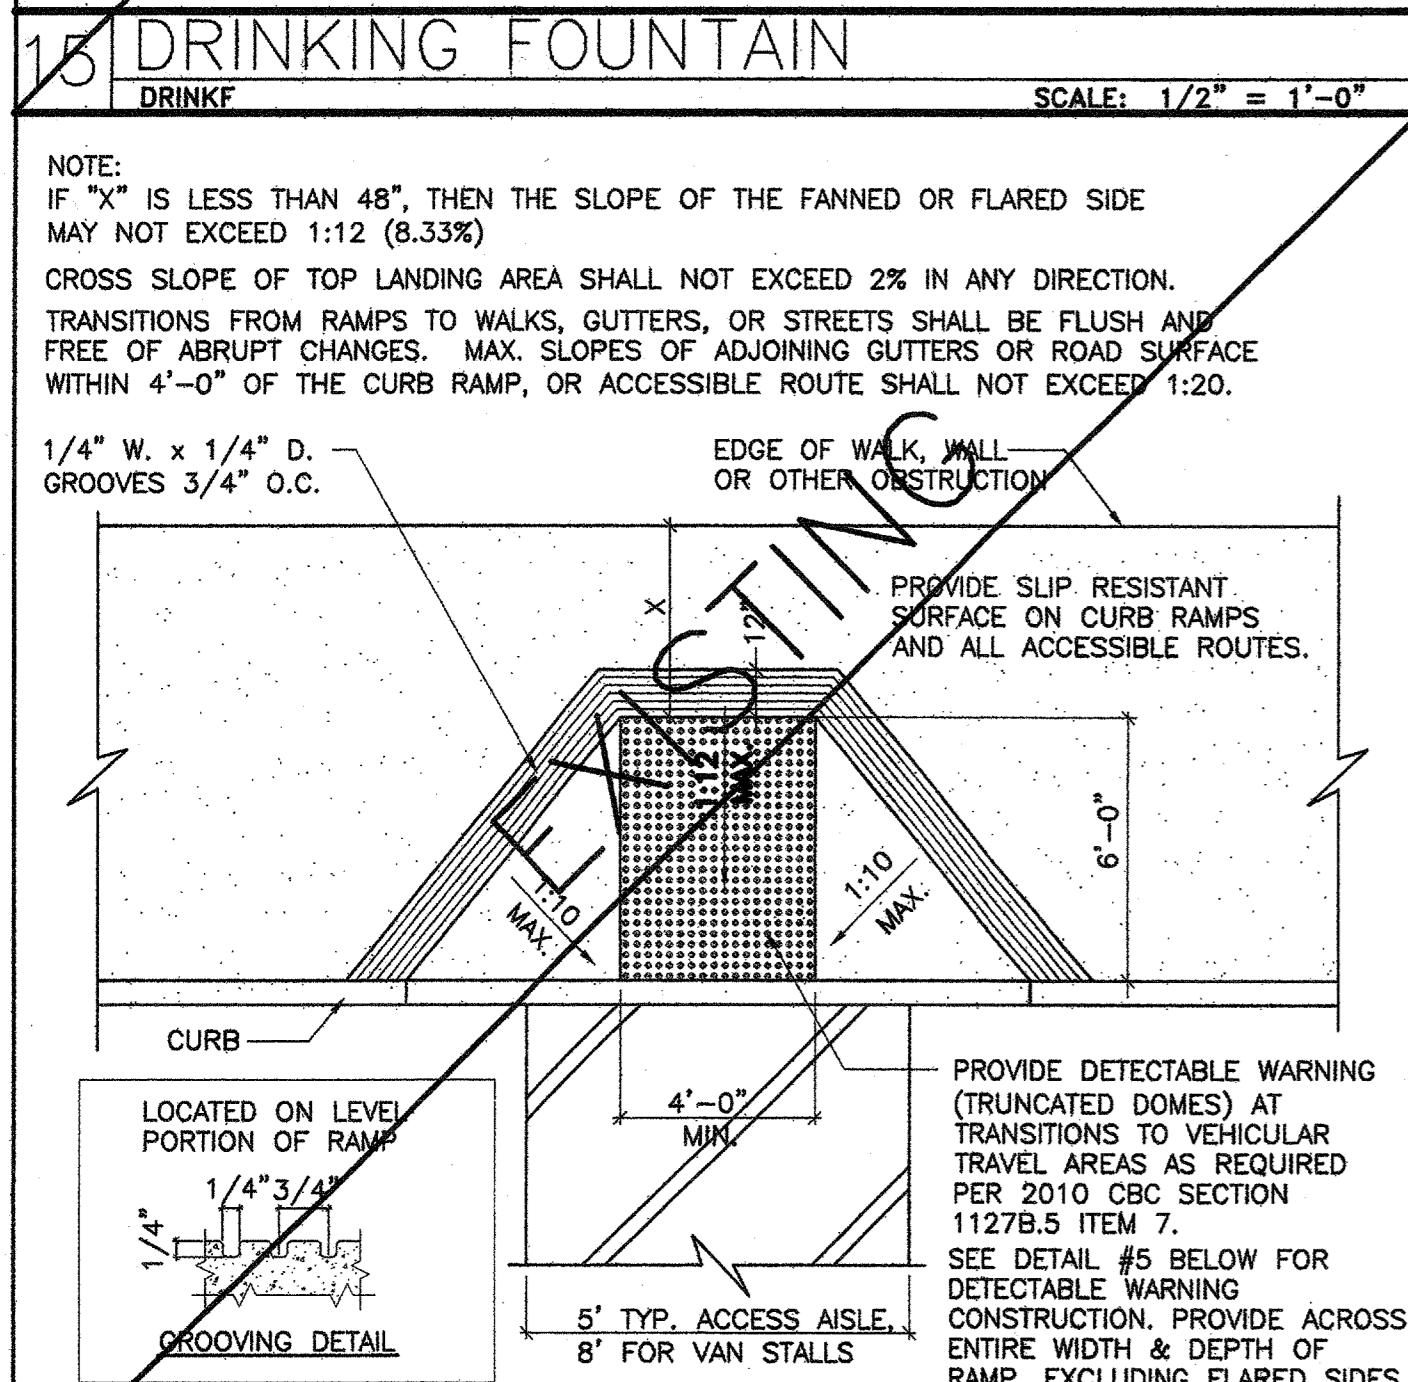 15 DRINKING FOUNTAIN
DRINKF SCALE: 1/2" = 1'-0"
NOTE:
IF "X" IS LESS THAN 48", THEN THE SLOPE OF THE FANNED OR FLARED SIDE
MAY NOT EXCEED 1:12 (8.33%)
CROSS SLOPE OF TOP LANDING AREA SHALL NOT EXCEED 2% IN ANY DIRECTION.
TRANSITIONS FROM RAMPS TO WALKS, GUTTERS, OR STREETS SHALL BE FLUSH AND
FREE OF ABRUPT CHANGES. MAX. SLOPES OF ADJOINING GUTTERS OR ROAD SURFACE
WITHIN 4'-0" OF THE CURB RAMP, OR ACCESSIBLE ROUTE SHALL NOT EXCEED 1:20.
1/4" W. x 1/4" D.
GROOVES 3/4" O.C.
EDGE OF WALK, WALL
OR OTHER OBSTRUCTION
EXISTING
X
12"
PROVIDE SLIP RESISTANT
SURFACE ON CURB RAMPS
AND ALL ACCESSIBLE ROUTES.
1:12
MAX.
6'-0"
1:10
MAX.
1:10
MAX.
CURB
4'-0"
MIN.
LOCATED ON LEVEL
PORTION OF RAMP
1/4" 3/4"
1/4"
GROOVING DETAIL
5' TYP. ACCESS AISLE,
8' FOR VAN STALLS
PROVIDE DETECTABLE WARNING
(TRUNCATED DOMES) AT
TRANSITIONS TO VEHICULAR
TRAVEL AREAS AS REQUIRED
PER 2010 CBC SECTION
1127B.5 ITEM 7.
SEE DETAIL #5 BELOW FOR
DETECTABLE WARNING
CONSTRUCTION. PROVIDE ACROSS
ENTIRE WIDTH & DEPTH OF
RAMP, EXCLUDING FLARED SIDES